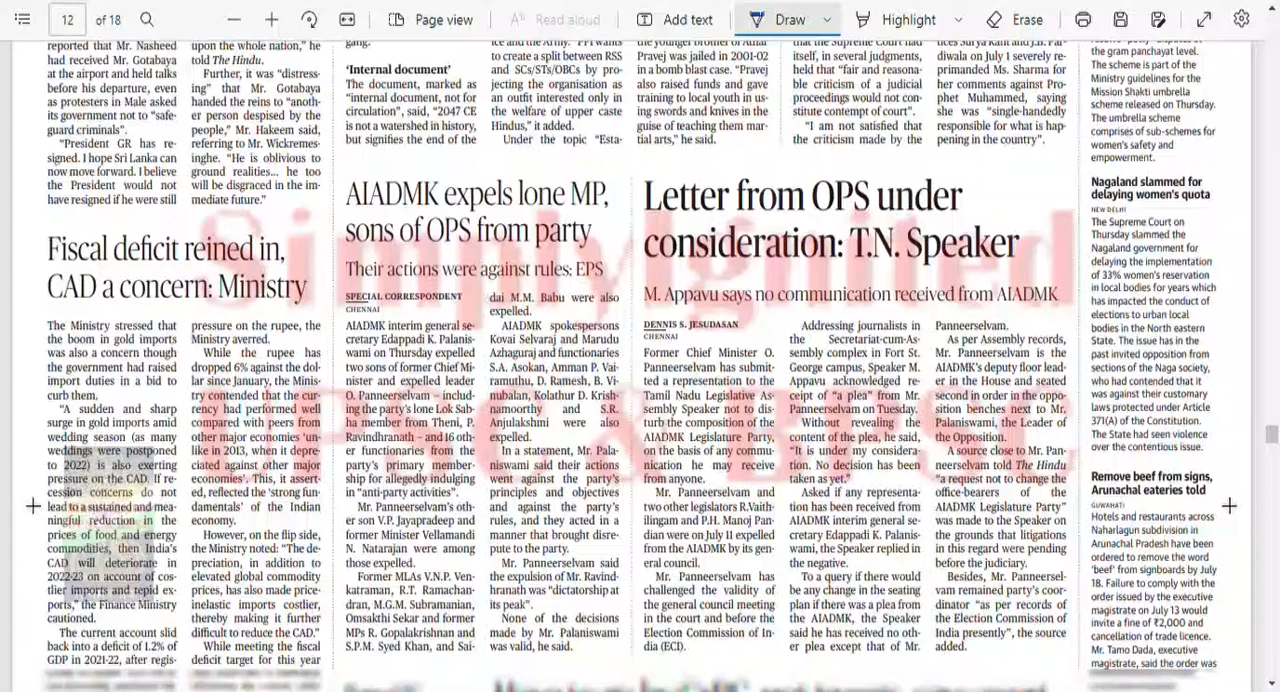 12 of 18
Page view
Read aloud
Add text
Draw
Highlight
Erase
reported that Mr. Nasheed
had received Mr. Gotabaya
at the airport and held talks
before his departure, even
as protesters in Male asked
its government not to “safe-
guard criminals”.
“President GR has re-
signed. I hope Sri Lanka can
now move forward. I believe
the President would not
have resigned if he were still
upon the whole nation,” he
told The Hindu.
Further, it was “distress-
ing” that Mr. Gotabaya
handed the reins to “anoth-
er person despised by the
people,” Mr. Hakeem said,
referring to Mr. Wickremes-
inghe. “He is oblivious to
ground realities... he too
will be disgraced in the im-
mediate future.”
Fiscal deficit reined in,
CAD a concern: Ministry
The Ministry stressed that
the boom in gold imports
was also a concern though
the government had raised
import duties in a bid to
curb them.
“A sudden and sharp
surge in gold imports amid
wedding season (as many
weddings were postponed
to 2022) is also exerting
pressure on the CAD. If re-
cession concerns do not
lead to a sustained and mea-
ningful reduction in the
prices of food and energy
commodities, then India’s
CAD will deteriorate in
2022-23 on account of cos-
tlier imports and tepid ex-
ports,” the Finance Ministry
cautioned.
The current account slid
back into a deficit of 1.2% of
GDP in 2021-22, after regis-
pressure on the rupee, the
Ministry averred.
While the rupee has
dropped 6% against the dol-
lar since January, the Minis-
try contended that the cur-
rency had performed well
compared with peers from
other major economies ‘un-
like in 2013, when it depre-
ciated against other major
economies’. This, it assert-
ed, reflected the ‘strong fun-
damentals’ of the Indian
economy.
However, on the flip side,
the Ministry noted: “The de-
preciation, in addition to
elevated global commodity
prices, has also made price-
inelastic imports costlier,
thereby making it further
difficult to reduce the CAD.”
While meeting the fiscal
deficit target for this year
gang.
‘Internal document’
The document, marked as
“internal document, not for
circulation”, said, “2047 CE
is not a watershed in history,
but signifies the end of the
ice and the Army. “PFI wants
to create a split between RSS
and SCs/STs/OBCs by pro-
jecting the organisation as
an outfit interested only in
the welfare of upper caste
Hindus,” it added.
Under the topic “Esta-
the younger brother of Athar
Pravej was jailed in 2001-02
in a bomb blast case. “Pravej
also raised funds and gave
training to local youth in us-
ing swords and knives in the
guise of teaching them mar-
tial arts,” he said.
that the Supreme Court had
itself, in several judgments,
held that “fair and reasona-
ble criticism of a judicial
proceedings would not con-
stitute contempt of court”.
“I am not satisfied that
the criticism made by the
tices Surya Kant and J.B. Par-
diwala on July 1 severely re-
primanded Ms. Sharma for
her comments against Pro-
phet Muhammed, saying
she was “single-handedly
responsible for what is hap-
pening in the country”.
AIADMK expels lone MP,
sons of OPS from party
Their actions were against rules: EPS
SPECIAL CORRESPONDENT
CHENNAI
AIADMK interim general se-
cretary Edappadi K. Palanis-
wami on Thursday expelled
two sons of former Chief Mi-
nister and expelled leader
O. Panneerselvam – includ-
ing the party’s lone Lok Sab-
ha member from Theni, P.
Ravindhranath – and 16 oth-
er functionaries from the
party’s primary member-
ship for allegedly indulging
in “anti-party activities”.
Mr. Panneerselvam’s oth-
er son V.P. Jayapradeep and
former Minister Vellamandi
N. Natarajan were among
those expelled.
Former MLAs V.N.P. Ven-
katraman, R.T. Ramachan-
dran, M.G.M. Subramanian,
Omsakthi Sekar and former
MPs R. Gopalakrishnan and
S.P.M. Syed Khan, and Sai-
dai M.M. Babu were also
expelled.
AIADMK spokespersons
Kovai Selvaraj and Marudu
Azhaguraj and functionaries
S.A. Asokan, Amman P. Vai-
ramuthu, D. Ramesh, B. Vi-
nubalan, Kolathur D. Krish-
namoorthy and S.R.
Anjulakshmi were also
expelled.
In a statement, Mr. Pala-
niswami said their actions
went against the party’s
principles and objectives
and against the party’s
rules, and they acted in a
manner that brought disre-
pute to the party.
Mr. Panneerselvam said
the expulsion of Mr. Ravind-
hranath was “dictatorship at
its peak”.
None of the decisions
made by Mr. Palaniswami
was valid, he said.
Letter from OPS under
consideration: T.N. Speaker
M. Appavu says no communication received from AIADMK
DENNIS S. JESUDASAN
CHENNAI
Former Chief Minister O.
Panneerselvam has submit-
ted a representation to the
Tamil Nadu Legislative As-
sembly Speaker not to dis-
turb the composition of the
AIADMK Legislature Party,
on the basis of any commu-
nication he may receive
from anyone.
Mr. Panneerselvam and
two other legislators R.Vaith-
ilingam and P.H. Manoj Pan-
dian were on July 11 expelled
from the AIADMK by its gen-
eral council.
Mr. Panneerselvam has
challenged the validity of
the general council meeting
in the court and before the
Election Commission of In-
dia (ECI).
Addressing journalists in
the Secretariat-cum-As-
sembly complex in Fort St.
George campus, Speaker M.
Appavu acknowledged re-
ceipt of “a plea” from Mr.
Panneerselvam on Tuesday.
Without revealing the
content of the plea, he said,
“It is under my considera-
tion. No decision has been
taken as yet.”
Asked if any representa-
tion has been received from
AIADMK interim general se-
cretary Edappadi K. Palanis-
wami, the Speaker replied in
the negative.
To a query if there would
be any change in the seating
plan if there was a plea from
the AIADMK, the Speaker
said he has received no oth-
er plea except that of Mr.
Panneerselvam.
As per Assembly records,
Mr. Panneerselvam is the
AIADMK’s deputy floor lead-
er in the House and seated
second in order in the oppo-
sition benches next to Mr.
Palaniswami, the Leader of
the Opposition.
A source close to Mr. Pan-
neerselvam told The Hindu
“a request not to change the
office-bearers of the
AIADMK Legislature Party”
was made to the Speaker on
the grounds that litigations
in this regard were pending
before the judiciary.
Besides, Mr. Panneersel-
vam remained party’s coor-
dinator “as per records of
the Election Commission of
India presently”, the source
added.
the gram panchayat level.
The scheme is part of the
Ministry guidelines for the
Mission Shakti umbrella
scheme released on Thursday.
The umbrella scheme
comprises of sub-schemes for
women’s safety and
empowerment.
Nagaland slammed for
delaying women’s quota
NEW DELHI
The Supreme Court on
Thursday slammed the
Nagaland government for
delaying the implementation
of 33% women’s reservation
in local bodies for years which
has impacted the conduct of
elections to urban local
bodies in the North eastern
State. The issue has in the
past invited opposition from
sections of the Naga society,
who had contended that it
was against their customary
laws protected under Article
371(A) of the Constitution.
The State had seen violence
over the contentious issue.
Remove beef from signs,
Arunachal eateries told
GUWAHATI
Hotels and restaurants across
Naharlagun subdivision in
Arunachal Pradesh have been
ordered to remove the word
‘beef’ from signboards by July
18. Failure to comply with the
order issued by the executive
magistrate on July 13 would
invite a fine of ₹2,000 and
cancellation of trade licence.
Mr. Tamo Dada, executive
magistrate, said the order was
SimplyIgnited